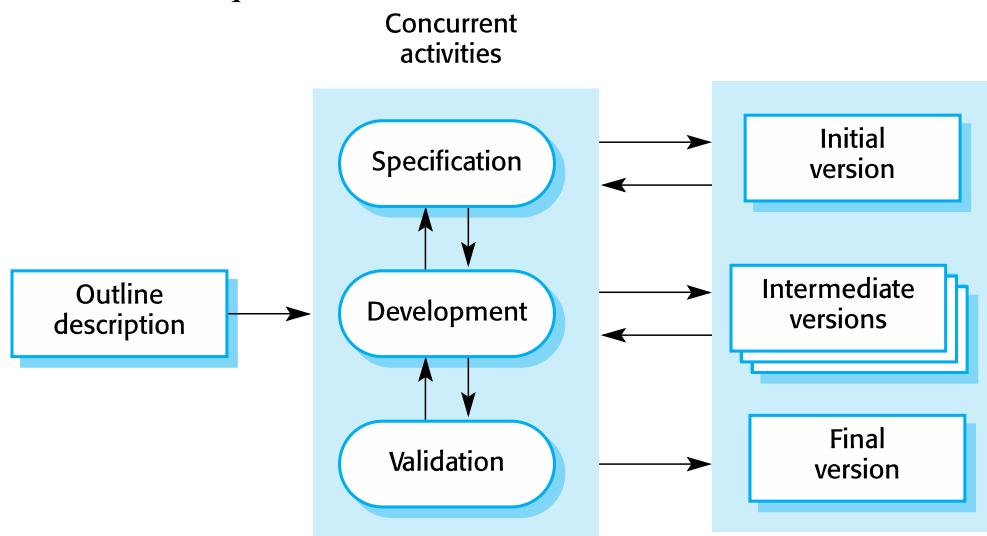 Concurrent
activities
Specification
Initial
version
Outline
description
Development
Intermediate
versions
Validation
Final
version